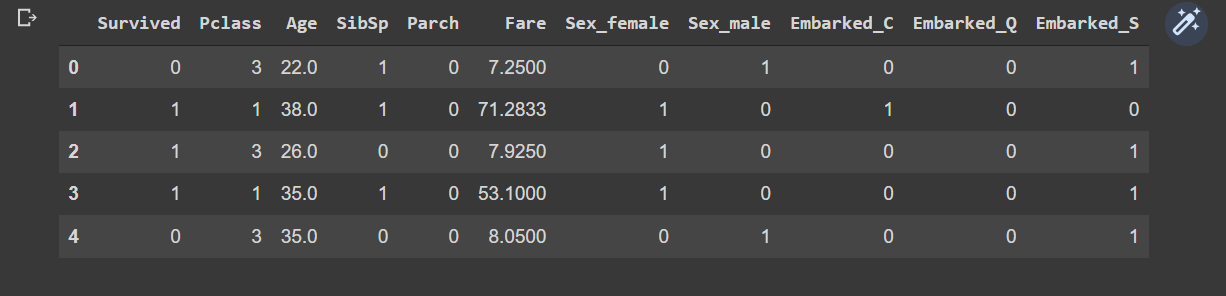 Survived Pclass Age SibSp Parch Fare Sex_female Sex_male Embarked_C Embarked_Q Embarked_S
0 0 3 22.0 1 0 7.2500 0 1 0 0 1
1 1 1 38.0 1 0 71.2833 1 0 1 0 0
2 1 3 26.0 0 0 7.9250 1 0 0 0 1
3 1 1 35.0 1 0 53.1000 1 0 0 0 1
4 0 3 35.0 0 0 8.0500 0 1 0 0 1